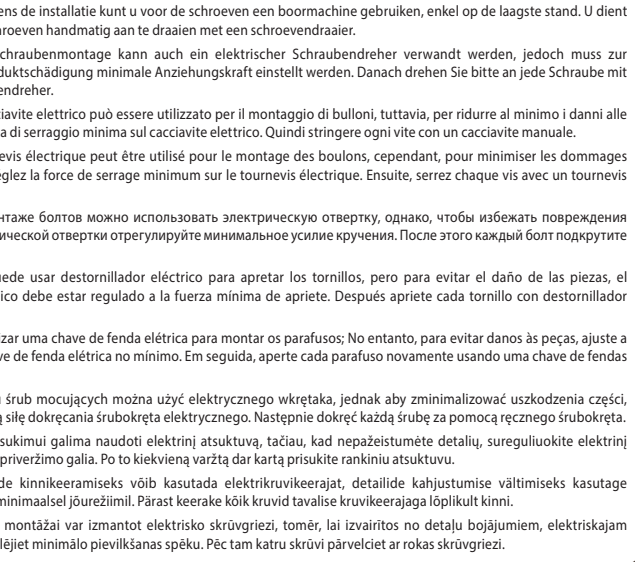 ens de installatie kunt u voor de schroeven een boormachine gebruiken, enkel op de laagste stand. U dient
hroeven handmatig aan te draaien met een schroevendraaier.
chraubenmontage kann auch ein elektrischer Schraubendreher verwandt werden, jedoch muss zur
duktschädigung minimale Anziehungskraft einstellt werden. Danach drehen Sie bitte an jede Schraube mit
endreher.
iavite elettrico può essere utilizzato per il montaggio di bulloni, tuttavia, per ridurre al minimo i danni alle
a di serraggio minima sul cacciavite elettrico. Quindi stringere ogni vite con un cacciavite manuale.
nevis électrique peut être utilisé pour le montage des boulons, cependant, pour minimiser les dommages
églez la force de serrage minimum sur le tournevis électrique. Ensuite, serrez chaque vis avec un tournevis
нтаже болтов можно использовать электрическую отвертку, однако, чтобы избежать повреждения
ической отвертки отрегулируйте минимальное усилие кручения. После этого каждый болт подкрутите
uede usar destornillador eléctrico para apretar los tornillos, pero para evitar el daño de las piezas, el
ico debe estar regulado a la fuerza mínima de apriete. Después apriete cada tornillo con destornillador
izar uma chave de fenda elétrica para montar os parafusos; No entanto, para evitar danos às peças, ajuste a
ve de fenda elétrica no mínimo. Em seguida, aperte cada parafuso novamente usando uma chave de fendas
u śrub mocujących można użyć elektrycznego wkrętaka, jednak aby zminimalizować uszkodzenia części,
ą siłę dokręcania śrubokręta elektrycznego. Następnie dokręć każdą śrubę za pomocą ręcznego śrubokręta.
sukimui galima naudoti elektrinį atsuktuvą, tačiau, kad nepažeistumėte detalių, sureguliuokite elektrinį
priveržimo galia. Po to kiekvieną varžtą dar kartą prisukite rankiniu atsuktuvu.
de kinnikeeramiseks võib kasutada elektrikruvikeerajat, detailide kahjustumise vältimiseks kasutage
minimaalsel jõurežiimil. Pärast keerake kõik kruvid tavalise kruvikeerajaga lõplikult kinni.
montāžai var izmantot elektrisko skrūvgriezi, tomēr, lai izvairītos no detaļu bojājumiem, elektriskajam
lējiet minimālo pievilkšanas spēku. Pēc tam katru skrūvi pārvelciet ar rokas skrūvgriezi.